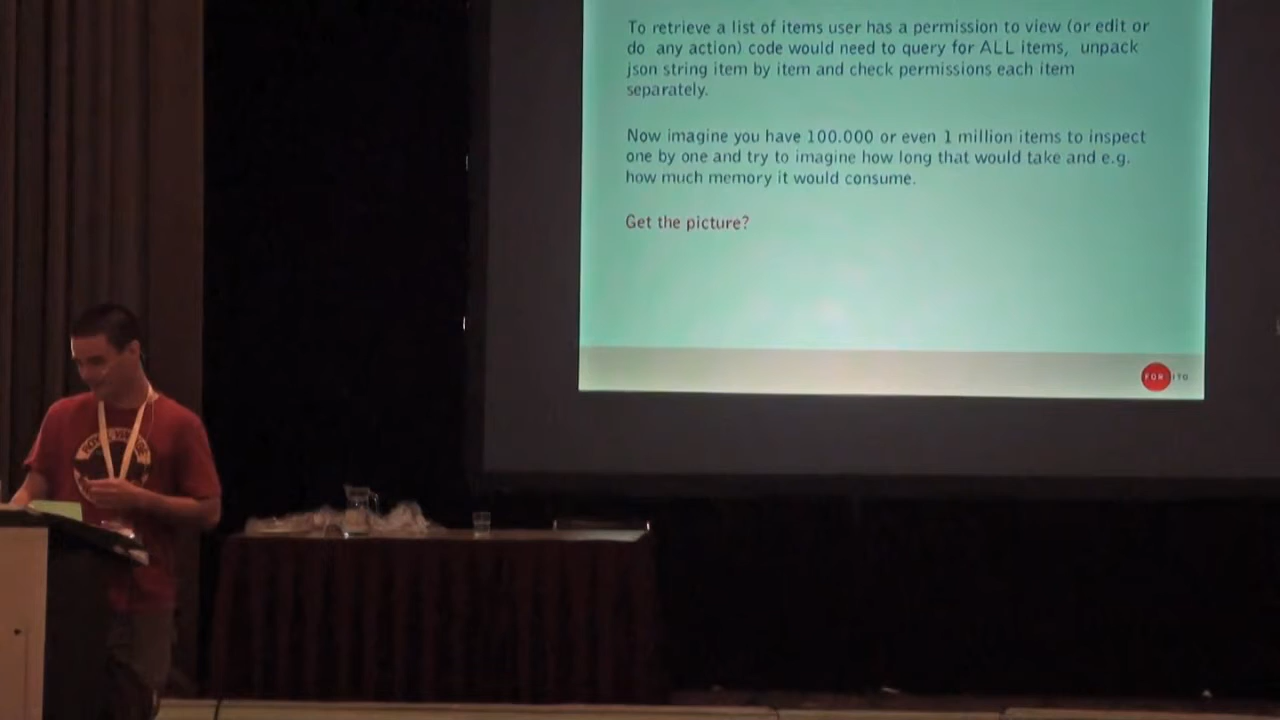 To retrieve a list of items user has a permission to view (or edit or
do any action) code would need to query for ALL items, unpack
json string item by item and check permissions each item
separately.
Now imagine you have 100.000 or even 1 million items to inspect
one by one and try to imagine how long that would take and e.g.
how much memory it would consume.
Get the picture?